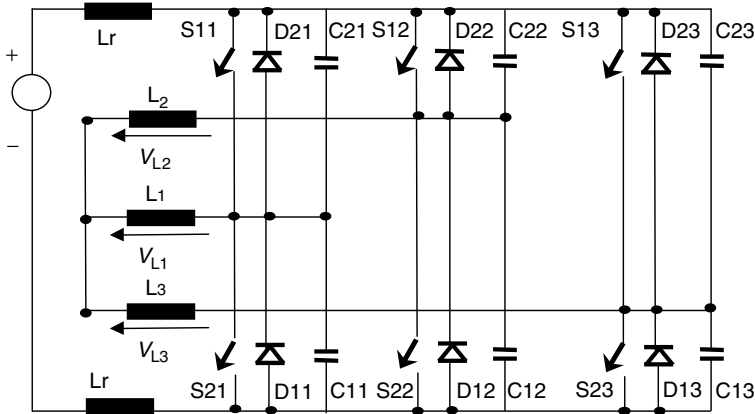 S11 D21 C21 S12 D22 C22 S13 D23 C23
Lr
+
−
L2
VL2
L1
VL1
L3
VL3
Lr
S21 D11 C11 S22 D12 C12 S23 D13 C13